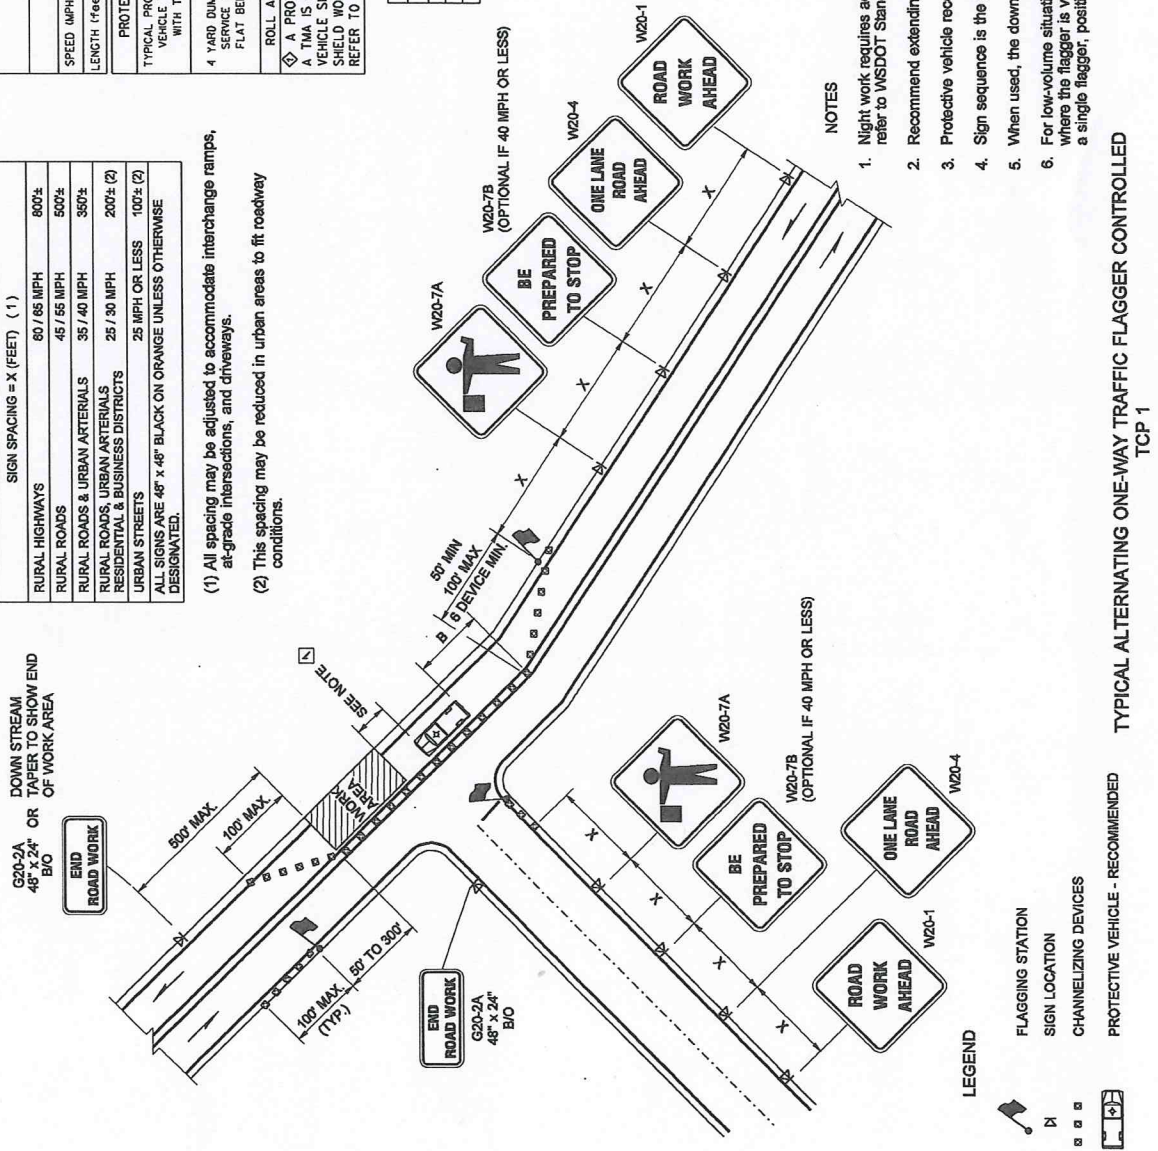 G20-2A
48" x 24"
B/O
OR
DOWN STREAM
TAPER TO SHOW END
OF WORK AREA
END
ROAD WORK
SIGN SPACING = X (FEET) (1)
RURAL HIGHWAYS 60 / 65 MPH 800'±
RURAL ROADS 45 / 55 MPH 500'±
RURAL ROADS & URBAN ARTERIALS 35 / 40 MPH 350'±
RURAL ROADS, URBAN ARTERIALS
RESIDENTIAL & BUSINESS DISTRICTS 25 / 30 MPH 200'± (2)
URBAN STREETS 25 MPH OR LESS 100'± (2)
ALL SIGNS ARE 48" x 48" BLACK ON ORANGE UNLESS OTHERWISE
DESIGNATED.
(1) All spacing may be adjusted to accommodate interchange ramps,
at-grade intersections, and driveways.
(2) This spacing may be reduced in urban areas to fit roadway
conditions.
SPEED (MPH
LENGTH (fee
PROTE
TYPICAL PRO
VEHICLE
WITH T
4 YARD DUM
SERVICE
FLAT BE
ROLL A
A PRO
A TMA IS
VEHICLE S
SHIELD WO
REFER TO
500' MAX.
100' MAX.
WORK
AREA
SEE NOTE
B
50' MIN
100' MAX
6 DEVICE MIN.
X
X
X
X
W20-7A
BE
PREPARED
TO STOP
W20-7B
(OPTIONAL IF 40 MPH OR LESS)
ONE LANE
ROAD
AHEAD
W20-4
ROAD
WORK
AHEAD
W20-1
100' MAX.
(TYP.)
50' TO 300'
END
ROAD WORK
G20-2A
48" x 24"
B/O
X
X
X
X
W20-7A
BE
PREPARED
TO STOP
W20-7B
(OPTIONAL IF 40 MPH OR LESS)
ONE LANE
ROAD
AHEAD
W20-4
ROAD
WORK
AHEAD
W20-1
NOTES
1. Night work requires a
refer to WSDOT Stan
2. Recommend extendin
3. Protective vehicle rec
4. Sign sequence is the
5. When used, the down
6. For low-volume situati
where the flagger is v
a single flagger, positi
LEGEND
FLAGGING STATION
SIGN LOCATION
CHANNELIZING DEVICES
PROTECTIVE VEHICLE - RECOMMENDED
TYPICAL ALTERNATING ONE-WAY TRAFFIC FLAGGER CONTROLLED
TCP 1